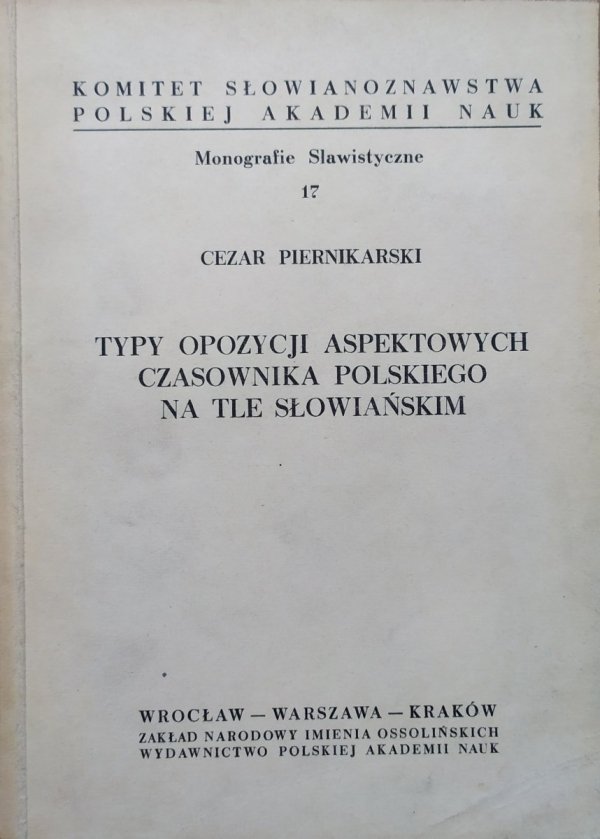 KOMITET SŁOWIANOZNAWSTWA
POLSKIEJ AKADEMII NAUK
Monografie Slawistyczne
17
CEZAR PIERNIKARSKI
TYPY OPOZYCJI ASPEKTOWYCH
CZASOWNIKA POLSKIEGO
NA TLE SŁOWIAŃSKIM
WROCŁAW — WARSZAWA — KRAKÓW
ZAKŁAD NARODOWY IMIENIA OSSOLIŃSKICH
WYDAWNICTWO POLSKIEJ AKADEMII NAUK